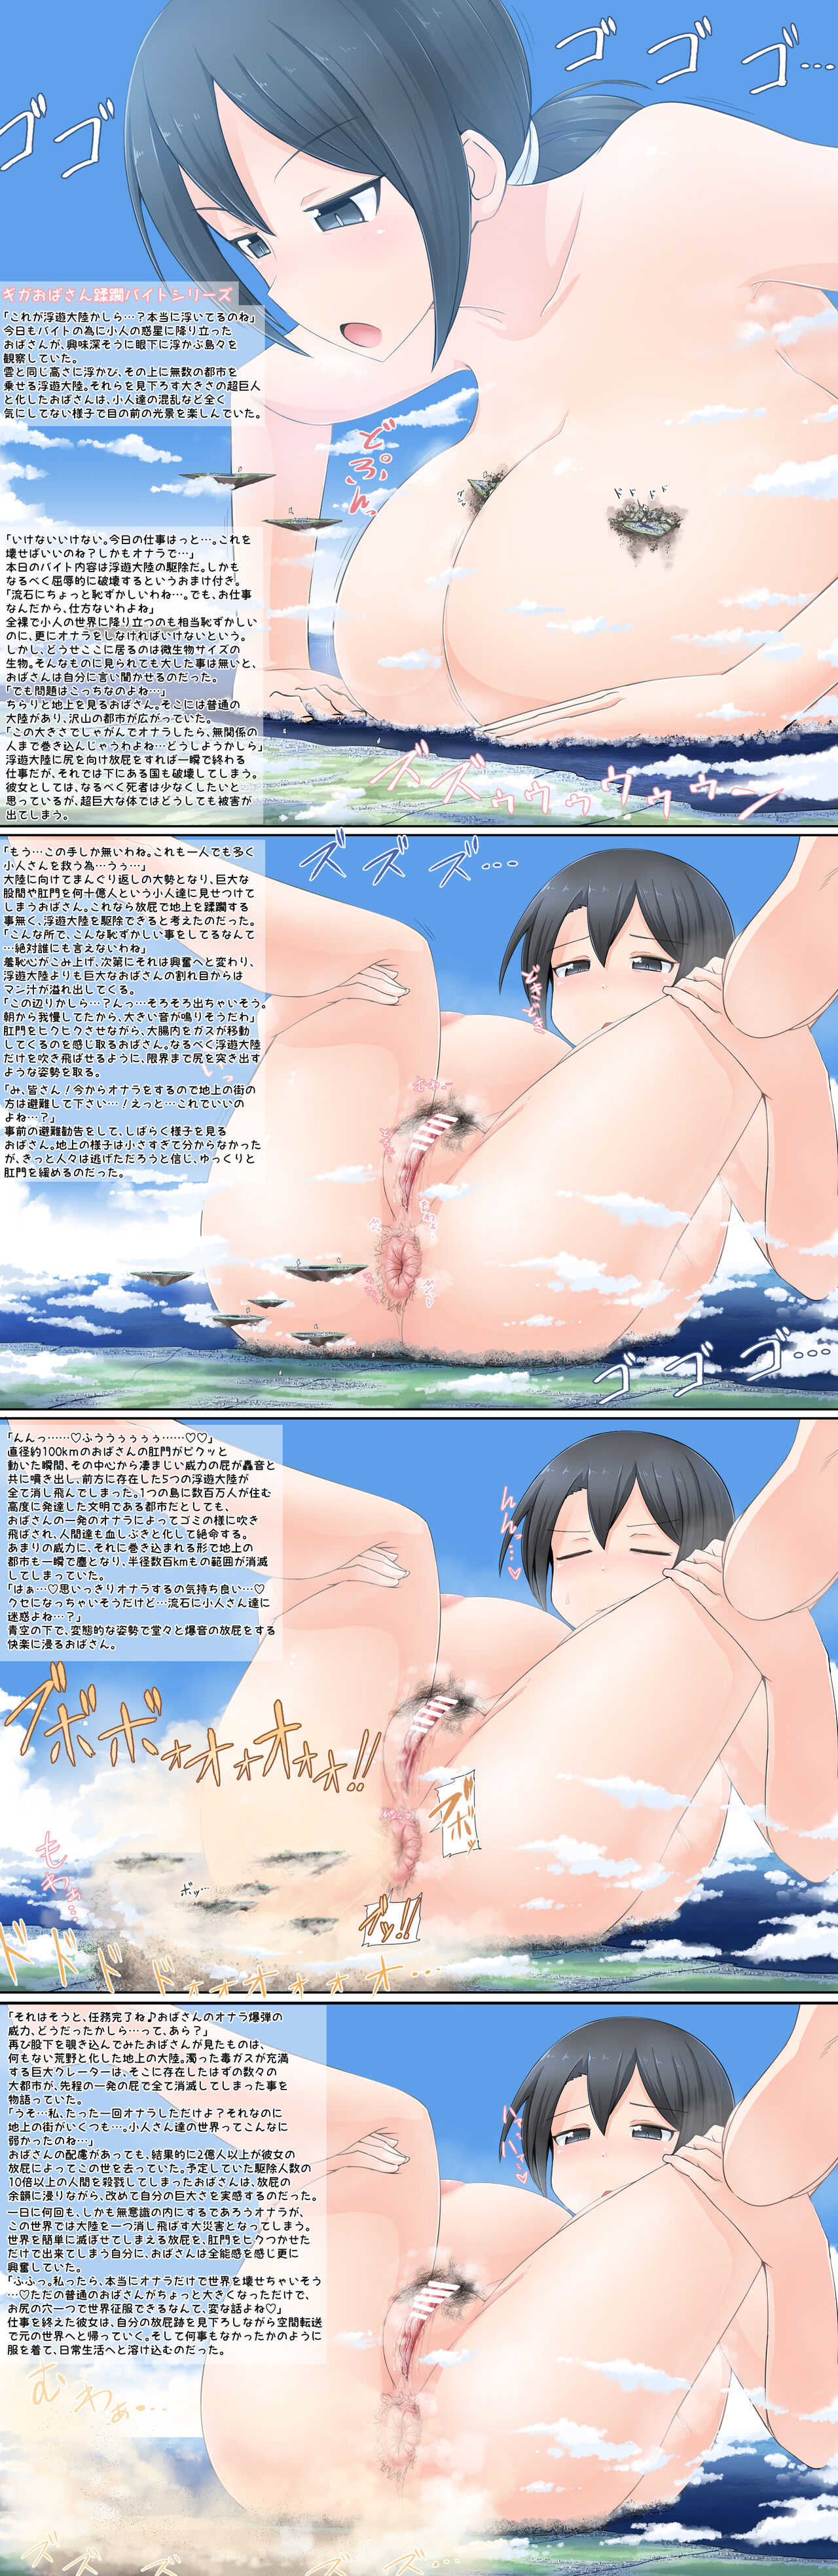 ゴゴゴ…
ゴゴ
ギガおばさん蹂躙バイトシリーズ
「これが浮遊大陸かしら…？本当に浮いてるのね」
今日もバイトの為に小人の惑星に降り立った
おばさんが、興味深そうに眼下に浮かぶ島々を
観察していた。
雲と同じ高さに浮かび、その上に無数の都市を
乗せる浮遊大陸。それらを見下ろす大きさの超巨人
と化したおばさんは、小人達の混乱など全く
気にしてない様子で目の前の光景を楽しんでいた。
どぷんっ
ドドドド
「いけないいけない。今日の仕事はっと…。これを
壊せばいいのね？しかもオナラで…」
本日のバイト内容は浮遊大陸の駆除だ。しかも
なるべく屈辱的に破壊するというおまけ付き。
「流石にちょっと恥ずかしいわね…。でも、お仕事
なんだから、仕方ないわよね」
全裸で小人の世界に降り立つのも相当恥ずかしい
のに、更にオナラをしなければいけないという。
しかし、どうせここに居るのは微生物サイズの
生物。そんなものに見られても大した事は無いと、
おばさんは自分に言い聞かせるのだった。
「でも問題はこっちなのよね…」
ちらりと地上を見るおばさん。そこには普通の
大陸があり、沢山の都市が広がっていた。
「この大きさでしゃがんでオナラしたら、無関係の
人まで巻き込んじゃうわよね…どうしようかしら」
浮遊大陸に尻を向け放屁をすれば一瞬で終わる
仕事だが、それでは下にある国も破壊してしまう。
彼女としては、なるべく死者は少なくしたいと
思っているが、超巨大な体ではどうしても被害が
出てしまう。
ズズゥゥゥゥゥン
ズズズ…
「もう…この手しか無いわね。これも一人でも多く
小人さんを救う為…うぅ…」
大陸に向けてまんぐり返しの大勢となり、巨大な
股間や肛門を何十億人という小人達に見せつけて
しまうおばさん。これなら放屁で地上を蹂躙する
事無く、浮遊大陸を駆除できると考えたのだった。
「こんな所で、こんな恥ずかしい事をしてるなんて
…絶対誰にも言えないわね」
羞恥心がこみ上げ、次第にそれは興奮へと変わり、
浮遊大陸よりも巨大なおばさんの割れ目からは
マン汁が溢れ出してくる。
「この辺りかしら…？んっ…そろそろ出ちゃいそう。
朝から我慢してたから、大きい音が鳴りそうだわ」
肛門をヒクヒクさせながら、大腸内をガスが移動
してくるのを感じ取るおばさん。なるべく浮遊大陸
だけを吹き飛ばせるように、限界まで尻を突き出す
ような姿勢を取る。
「み、皆さん！今からオナラをするので地上の街の
方は避難して下さい…！えっと…これでいいの
よね…？」
事前の避難勧告をして、しばらく様子を見る
おばさん。地上の様子は小さすぎて分からなかった
が、きっと人々は逃げただろうと信じ、ゆっくりと
肛門を緩めるのだった。
どきどき
むわ～
ゴゴゴ…
「んんっ……♡ふううぅぅぅぅ……♡♡」
直径約100kmのおばさんの肛門がピクッと
動いた瞬間、その中心から凄まじい威力の屁が轟音と
共に噴き出し、前方に存在した5つの浮遊大陸が
全て消し飛んでしまった。1つの島に数百万人が住む
高度に発達した文明である都市だとしても、
おばさんの一発のオナラによってゴミの様に吹き
飛ばされ、人間達も血しぶきと化して絶命する。
あまりの威力に、それに巻き込まれる形で地上の
都市も一瞬で塵となり、半径数百kmもの範囲が消滅
してしまっていた。
「はぁ…♡思いっきりオナラするの気持ち良い…♡
クセになっちゃいそうだけど…流石に小人さん達に
迷惑よね…？」
青空の下で、変態的な姿勢で堂々と爆音の放屁をする
快楽に浸るおばさん。
んんっ…♡
ブボボォオオォオォォ!!
ブボッ
ブッ!!
ボッ…
もわぁ…
ドドドドドォォオォォォオ…
「それはそうと、任務完了ね♪おばさんのオナラ爆弾の
威力、どうだったかしら…って、あら？」
再び股下を覗き込んでみたおばさんが見たものは、
何もない荒野と化した地上の大陸。濁った毒ガスが充満
する巨大クレーターは、そこに存在したはずの数々の
大都市が、先程の一発の屁で全て消滅してしまった事を
物語っていた。
「うそ…私、たった一回オナラしただけよ？それなのに
地上の街がいくつも…。小人さん達の世界ってこんなに
弱かったのね…」
おばさんの配慮があっても、結果的に2億人以上が彼女の
放屁によってこの世を去っていた。予定していた駆除人数の
10倍以上の人間を殺戮してしまったおばさんは、放屁の
余韻に浸りながら、改めて自分の巨大さを実感するのだった。
一日に何回も、しかも無意識の内にするであろうオナラが、
この世界では大陸を一つ消し飛ばす大災害となってしまう。
世界を簡単に滅ぼせてしまえる放屁を、肛門をヒクつかせた
だけで出来てしまう自分に、おばさんは全能感を感じ更に
興奮していた。
「ふふっ。私ったら、本当にオナラだけで世界を壊せちゃいそう
…♡ただの普通のおばさんがちょっと大きくなっただけで、
お尻の穴一つで世界征服できるなんて、変な話よね♡」
仕事を終えた彼女は、自分の放屁跡を見下ろしながら空間転送
で元の世界へと帰っていく。そして何事もなかったかのように
服を着て、日常生活へと溶け込むのだった。
ハァハァ…♡
むわぁ…
ズズズズ…